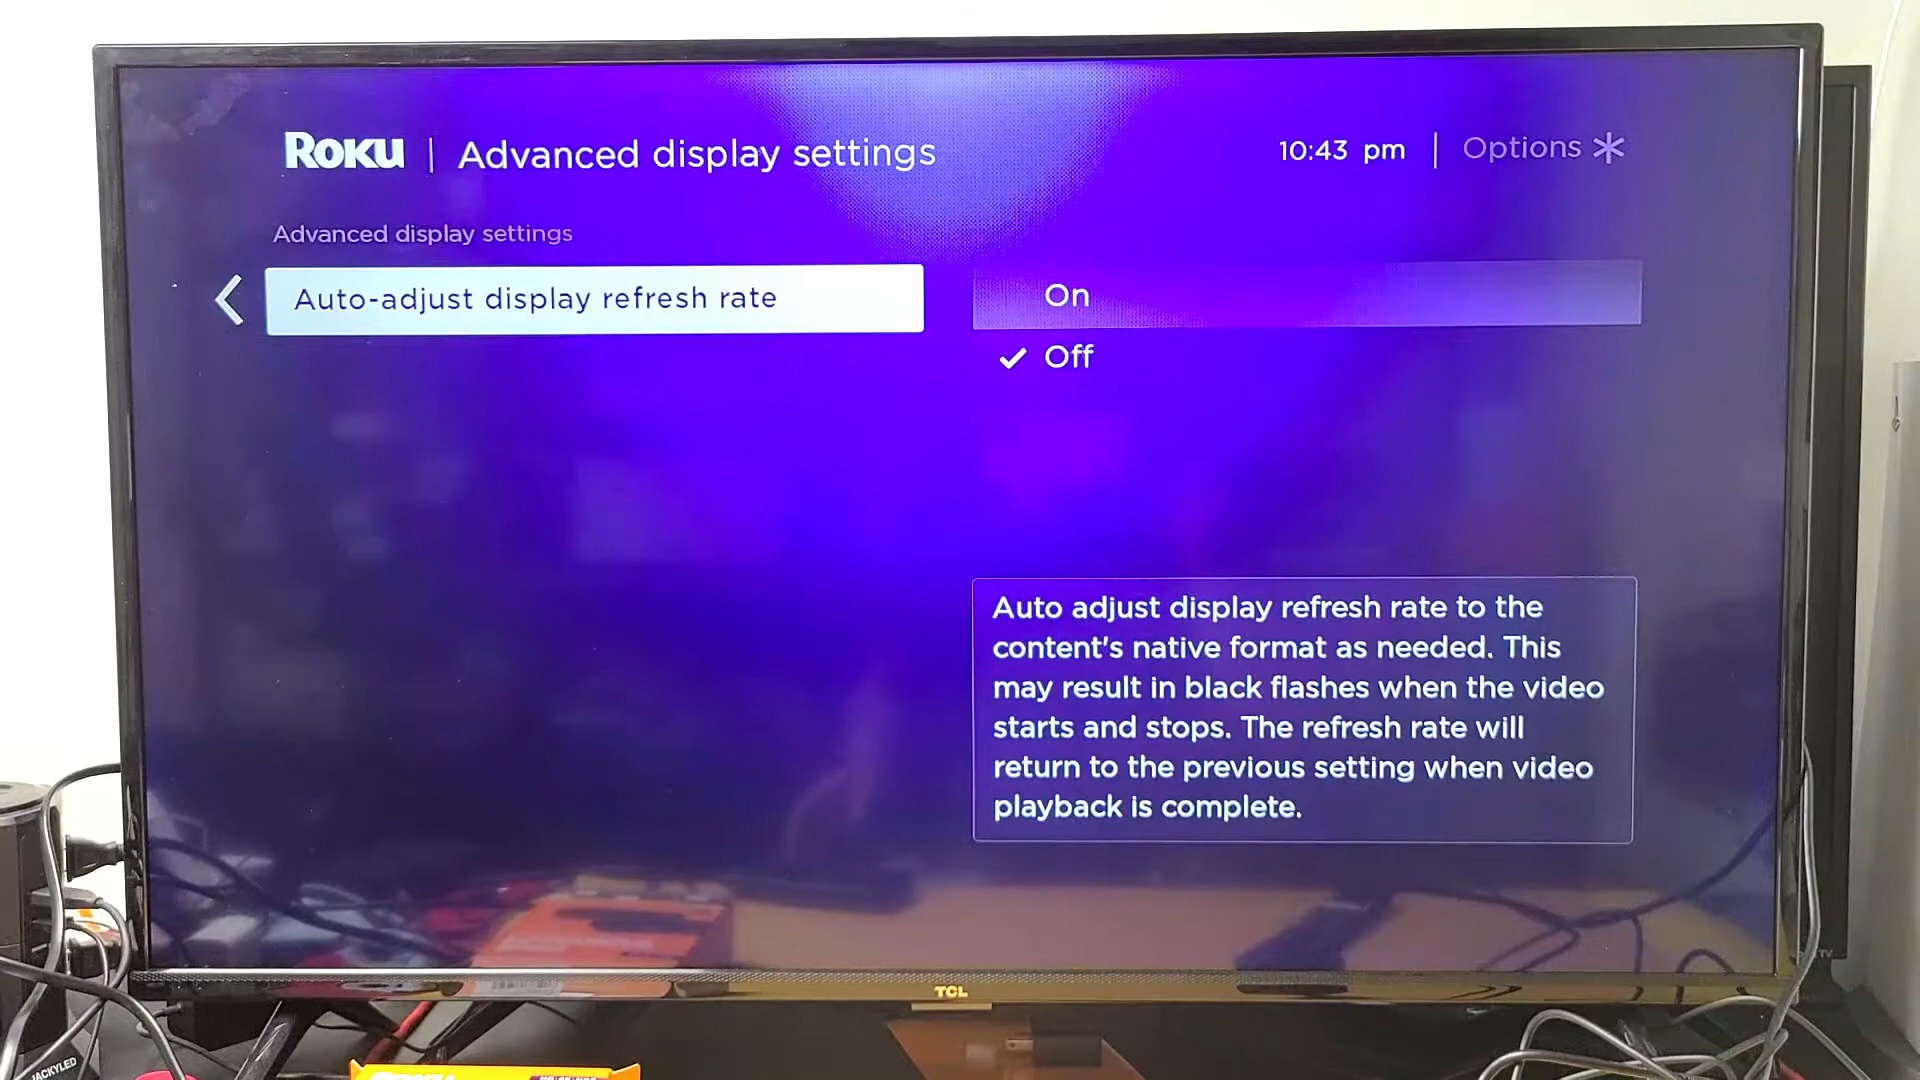 Roku | Advanced display settings
10:43 pm | Options
Advanced display settings
Auto-adjust display refresh rate
On
Off
Auto adjust display refresh rate to the
content's native format as needed. This
may result in black flashes when the video
starts and stops. The refresh rate will
return to the previous setting when video
playback is complete.
TCL
JACKYLED